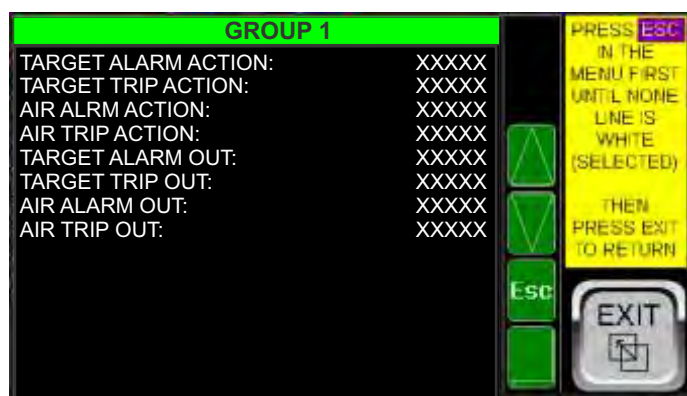 GROUP 1
TARGET ALARM ACTION: XXXXX
TARGET TRIP ACTION: XXXXX
AIR ALRM ACTION: XXXXX
AIR TRIP ACTION: XXXXX
TARGET ALARM OUT: XXXXX
TARGET TRIP OUT: XXXXX
AIR ALARM OUT: XXXXX
AIR TRIP OUT: XXXXX
Esc
PRESS ESC
IN THE
MENU FIRST
UNTIL NONE
LINE IS
WHITE
(SELECTED)
THEN
PRESS EXIT
TO RETURN
EXIT